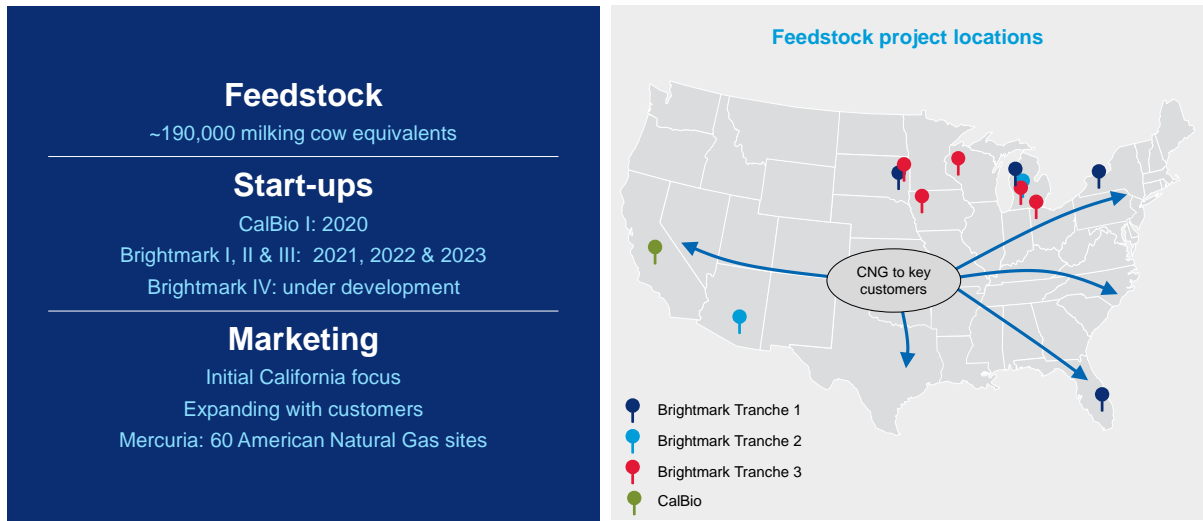 Feedstock
~190,000 milking cow equivalents
Start-ups
CalBio I: 2020
Brightmark I, II & III:  2021, 2022 & 2023
Brightmark IV: under development
Marketing
Initial California focus
Expanding with customers
Mercuria: 60 American Natural Gas sites
Feedstock project locations
CNG to key
customers
Brightmark Tranche 1
Brightmark Tranche 2
Brightmark Tranche 3
CalBio